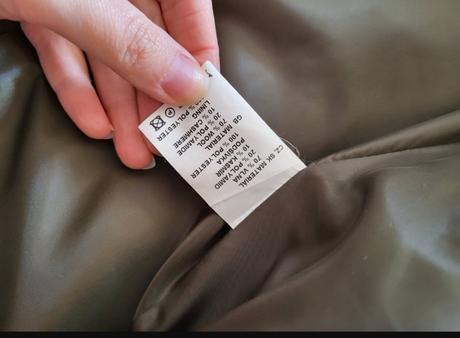 CZ, SK MATERIÁL
70 % VLNA
20 % POLYAMID
10 % KAŠMÍR
PODŠÍVKA
100 % POLYESTER
GB MATERIAL
70 % WOOL
20 % POLYAMIDE
10 % CASHMERE
LINING
% POLYESTER